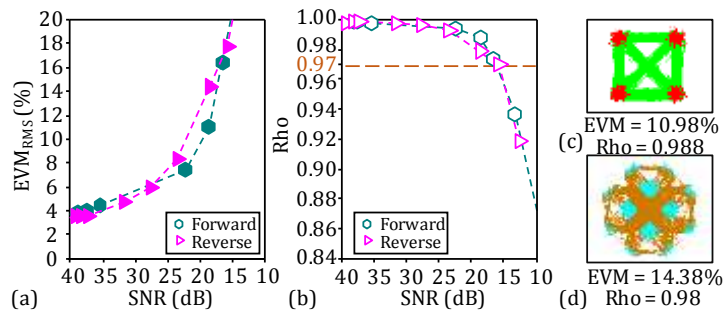 20
18
16
14
12
10
8
6
4
2
0
EVM_RMS (%)
40 35 30 25 20 15 10
SNR (dB)
Forward
Reverse
(a)
1.00
0.98
0.97
0.96
0.94
0.92
0.90
0.88
0.86
0.84
Rho
40 35 30 25 20 15 10
SNR (dB)
Forward
Reverse
(b)
EVM = 10.98%
(c) Rho = 0.988
EVM = 14.38%
(d) Rho = 0.98